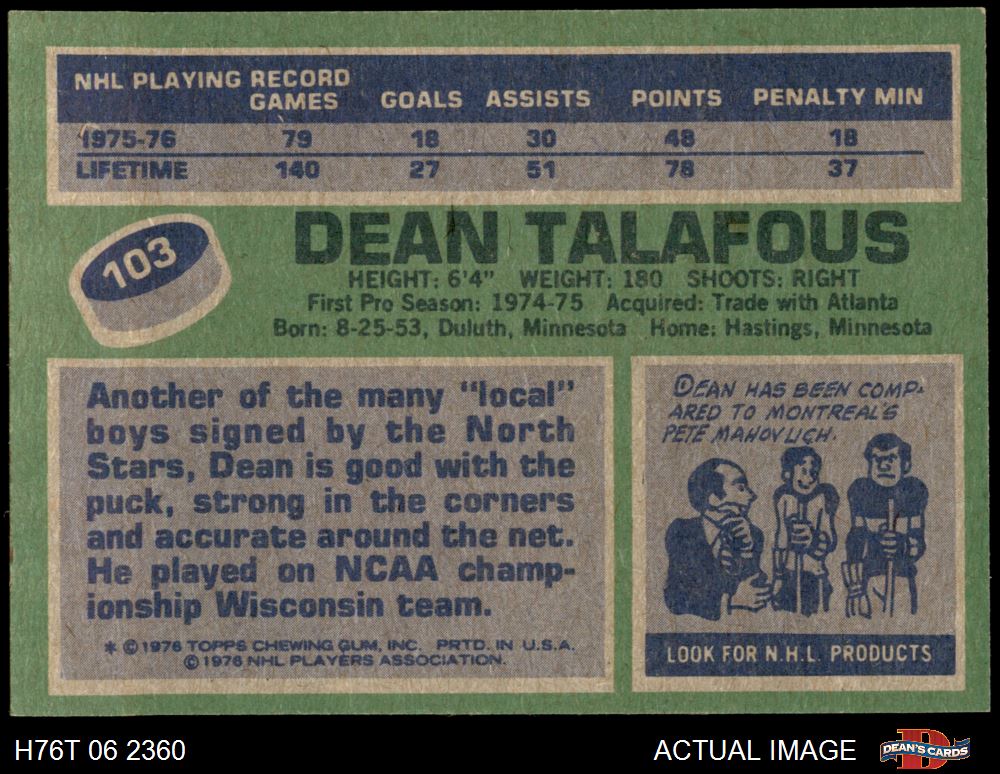 NHL PLAYING RECORD
GAMES GOALS ASSISTS POINTS PENALTY MIN
1975-76 79 18 30 48 18
LIFETIME 140 27 51 78 37
103
DEAN TALAFOUS
HEIGHT: 6'4" WEIGHT: 180 SHOOTS: RIGHT
First Pro Season: 1974-75 Acquired: Trade with Atlanta
Born: 8-25-53, Duluth, Minnesota Home: Hastings, Minnesota
Another of the many "local"
boys signed by the North
Stars, Dean is good with the
puck, strong in the corners
and accurate around the net.
He played on NCAA champ-
ionship Wisconsin team.
* © 1976 TOPPS CHEWING GUM, INC. PRTD. IN U.S.A.
© 1976 NHL PLAYERS ASSOCIATION.
DEAN HAS BEEN COMP-
ARED TO MONTREAL'S
PETE MAHOVLICH.
LOOK FOR N.H.L. PRODUCTS
H76T 06 2360
ACTUAL IMAGE
DEAN'S CARDS